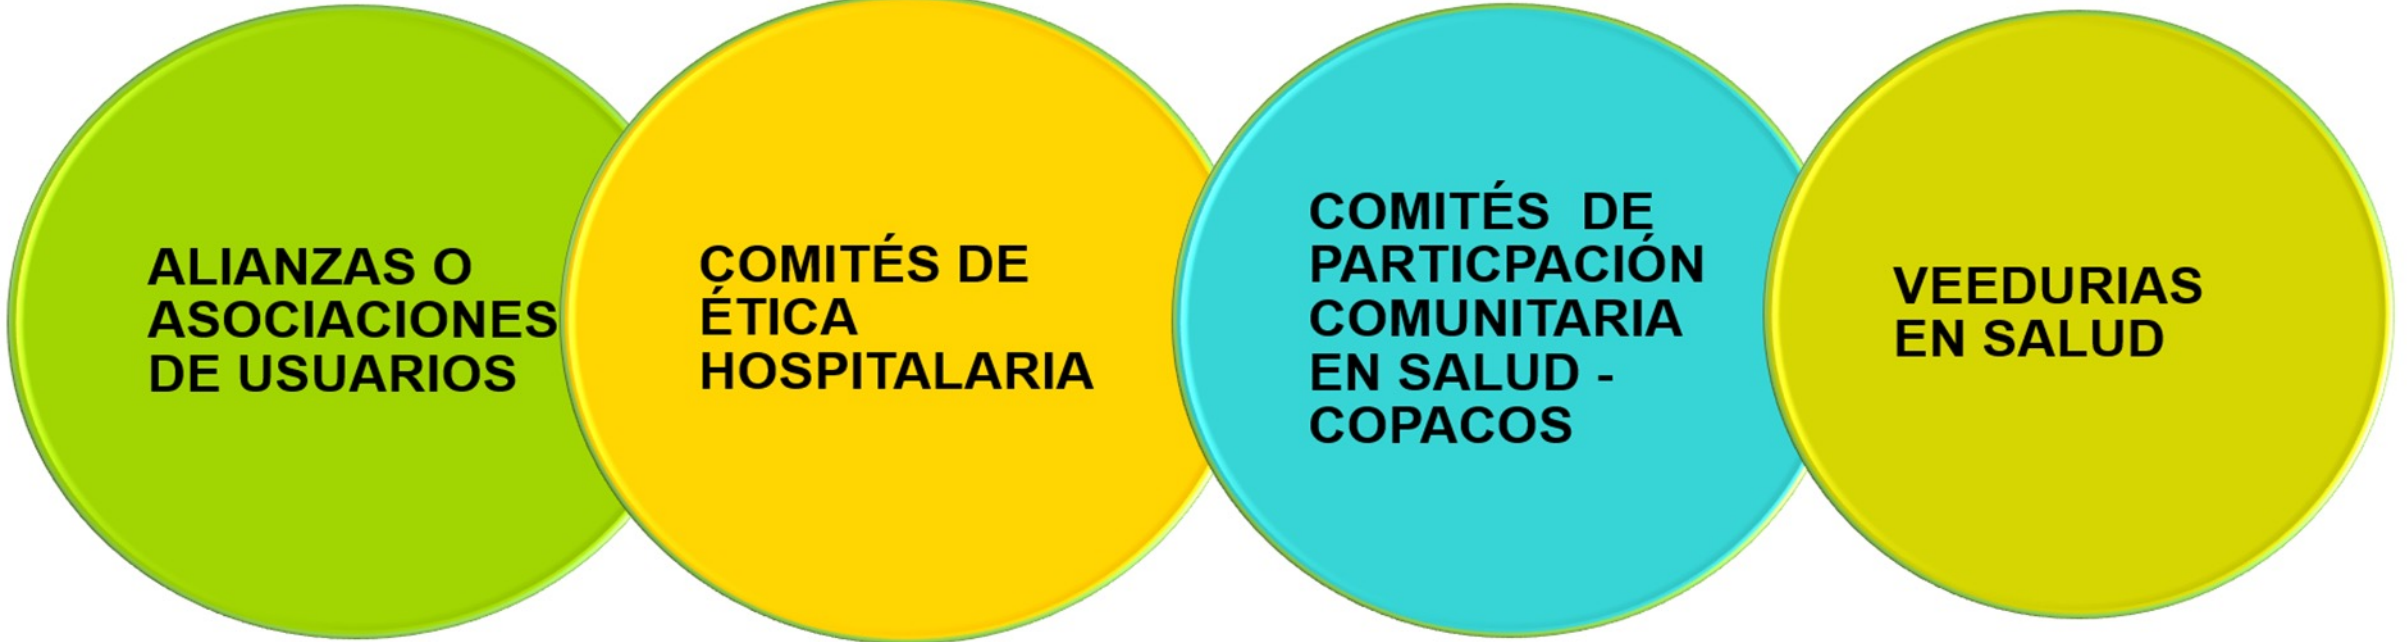 ALIANZAS O
ASOCIACIONES
DE USUARIOS
COMITÉS DE
ÉTICA
HOSPITALARIA
COMITÉS  DE
PARTICPACIÓN
COMUNITARIA
EN SALUD -
COPACOS
VEEDURIAS
EN SALUD